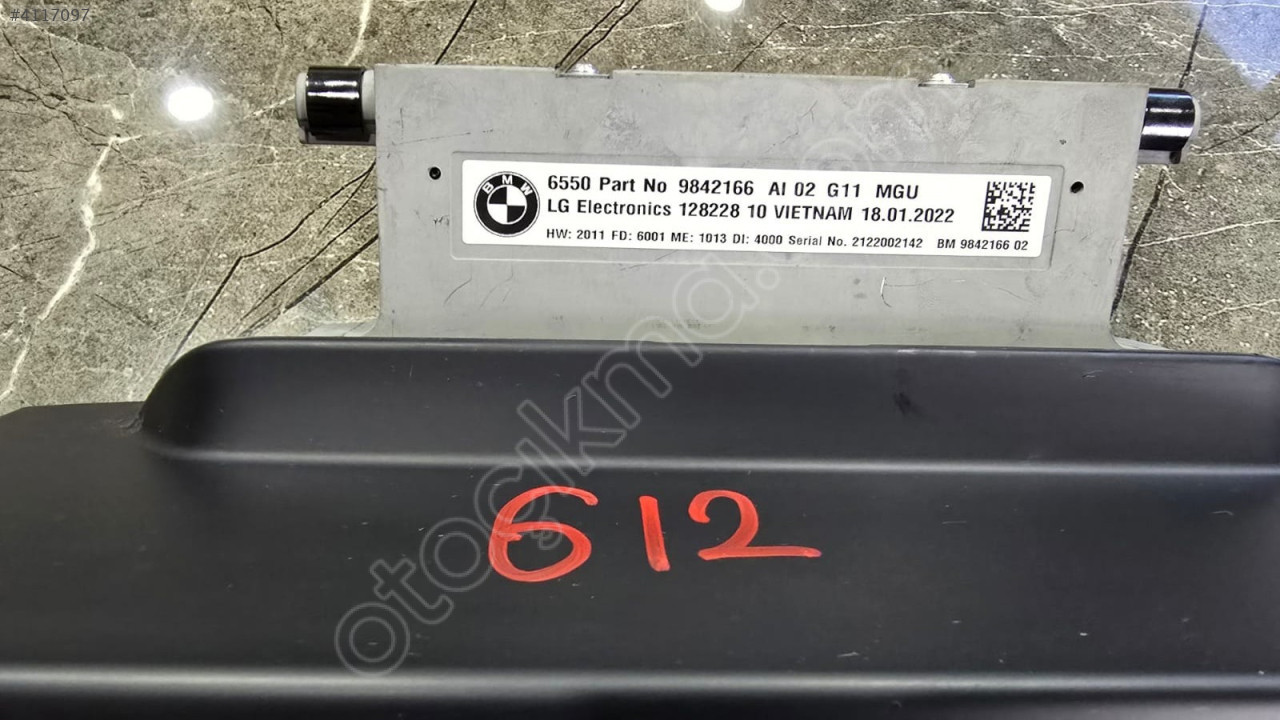 #4117097
BMW
6550 Part No 9842166 AI 02 G11 MGU
LG Electronics 128228 10 VIETNAM 18.01.2022
HW: 2011 FD: 6001 ME: 1013 DI: 4000 Serial No. 2122002142 BM 9842166 02
otocikma.com
612